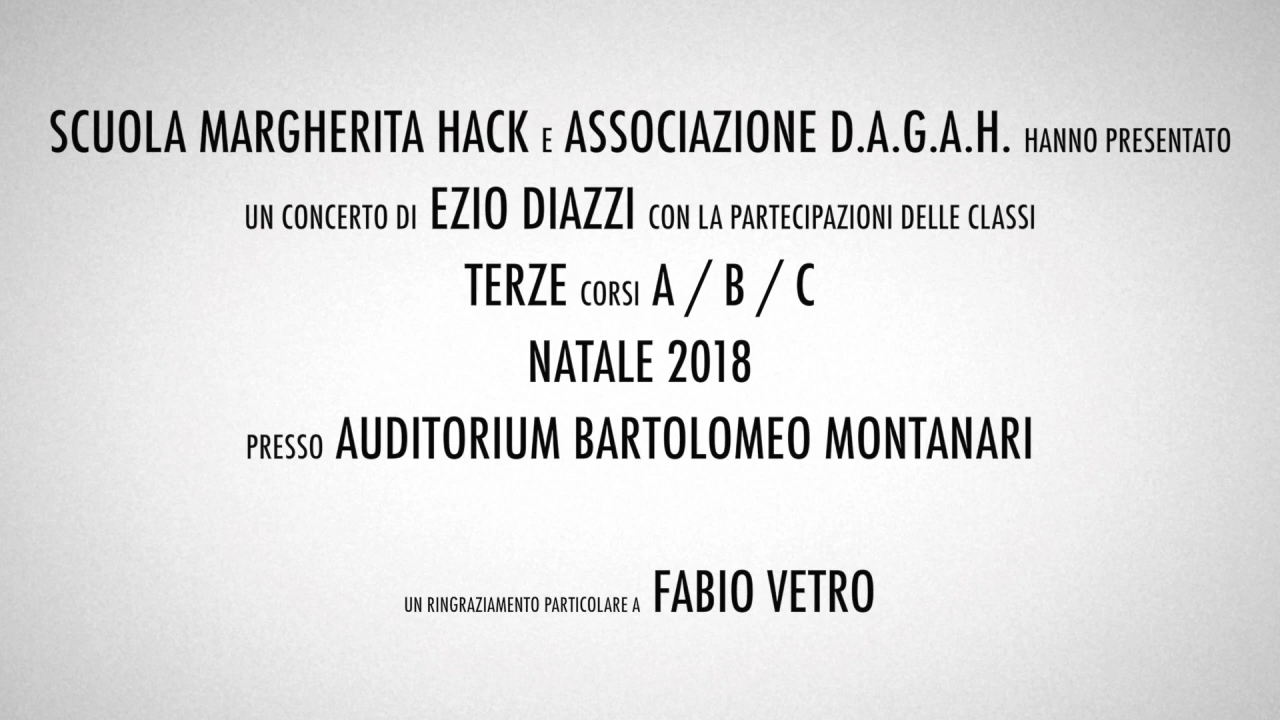 SCUOLA MARGHERITA HACK E ASSOCIAZIONE D.A.G.A.H. HANNO PRESENTATO
UN CONCERTO DI EZIO DIAZZI CON LA PARTECIPAZIONI DELLE CLASSI
TERZE CORSI A / B / C
NATALE 2018
PRESSO AUDITORIUM BARTOLOMEO MONTANARI
UN RINGRAZIAMENTO PARTICOLARE A FABIO VETRO